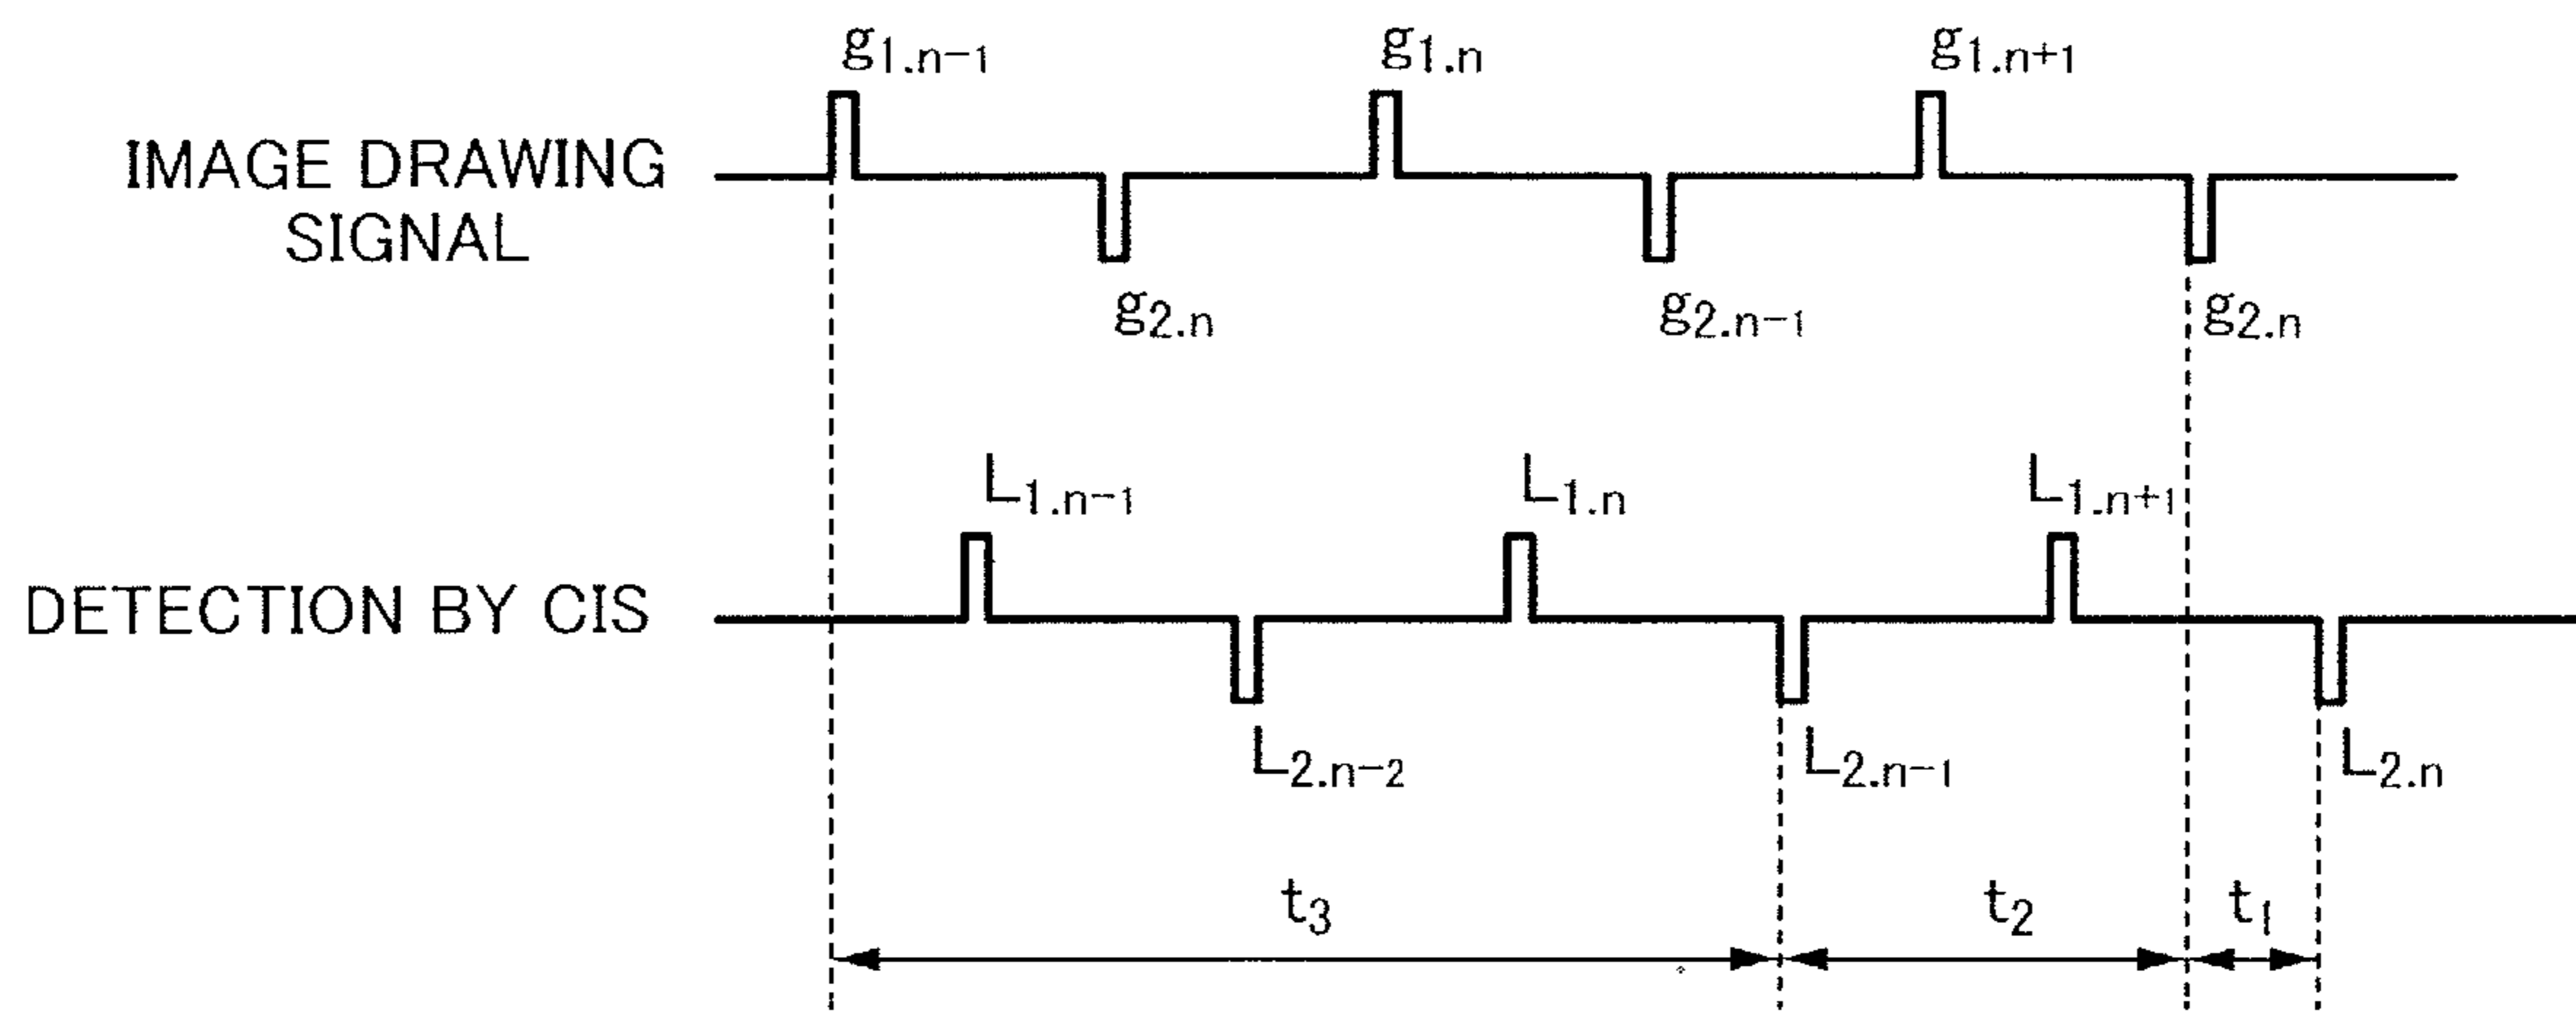 g1.n-1 g1.n g1.n+1
IMAGE DRAWING
SIGNAL
g2.n g2.n-1 g2.n
L1.n-1 L1.n L1.n+1
DETECTION BY CIS
L2.n-2 L2.n-1 L2.n
t3 t2 t1